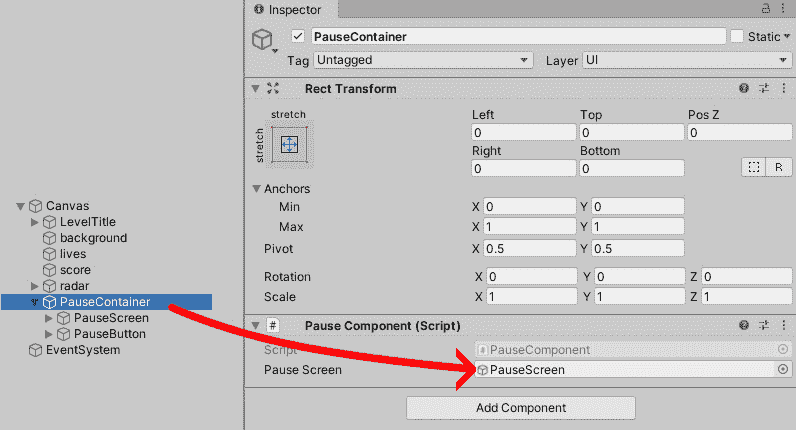 Inspector
PauseContainer
Static
Tag Untagged Layer UI
Rect Transform
stretch
stretch
Left Top Pos Z
0 0 0
Right Bottom
0 0
R
Anchors
Min X 0 Y 0
Max X 1 Y 1
Pivot X 0.5 Y 0.5
Rotation X 0 Y 0 Z 0
Scale X 1 Y 1 Z 1
Pause Component (Script)
Script # PauseComponent
Pause Screen PauseScreen
Add Component
Canvas
LevelTitle
background
lives
score
radar
PauseContainer
PauseScreen
PauseButton
EventSystem